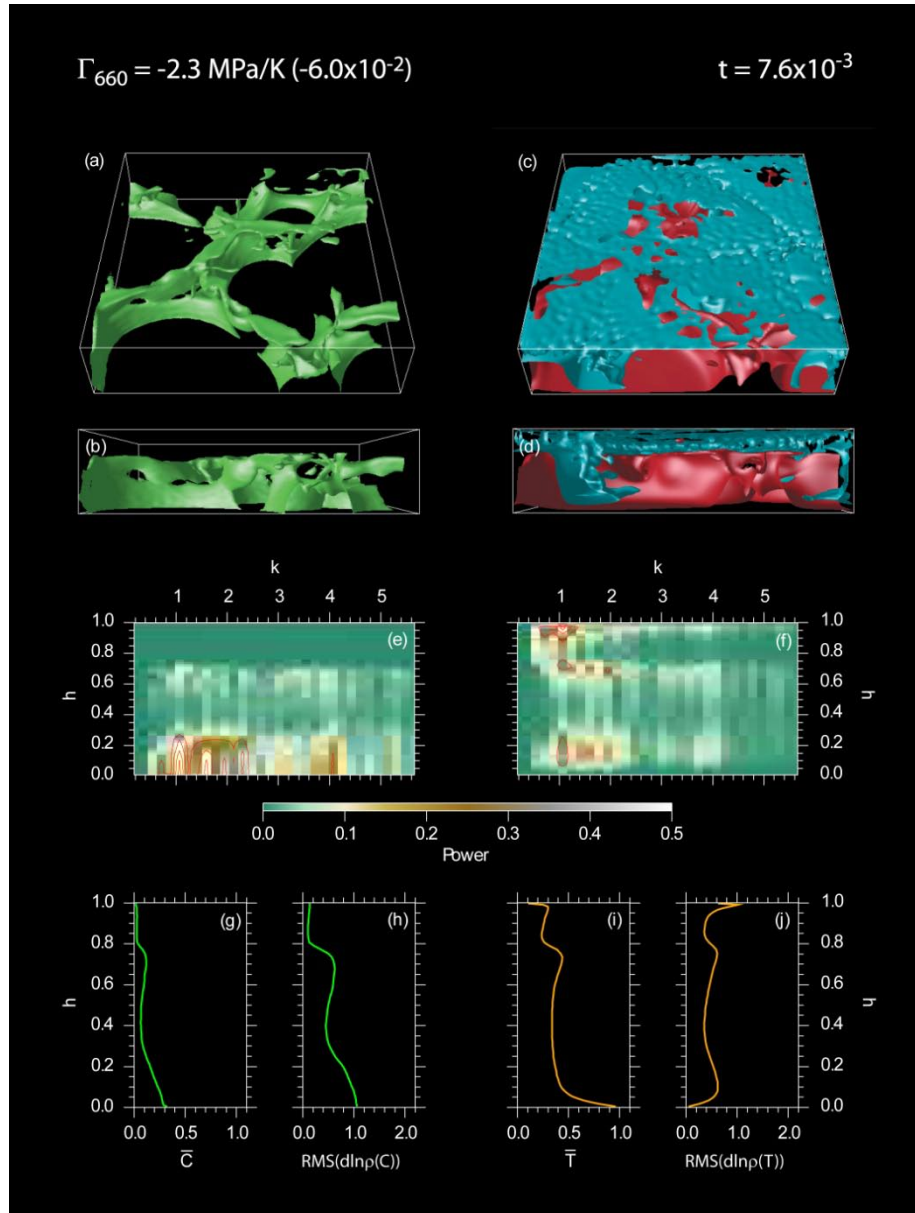 Γ660 = -2.3 MPa/K (-6.0x10-2) t = 7.6x10-3
(a) (c)
(b) (d)
k k
1 2 3 4 5 1 2 3 4 5
(e) (f)
1.0 1.0
0.8 0.8
h 0.6 0.6 h
0.4 0.4
0.2 0.2
0.0 0.0
0.0 0.1 0.2 0.3 0.4 0.5
Power
(g) (h) (i) (j)
1.0 1.0
0.8 0.8
0.6 0.6
h h
0.4 0.4
0.2 0.2
0.0 0.0
0.0 0.5 1.0 0.0 1.0 2.0 0.0 0.5 1.0 0.0 1.0 2.0
C̅ RMS(dlnρ(C)) T̅ RMS(dlnρ(T))